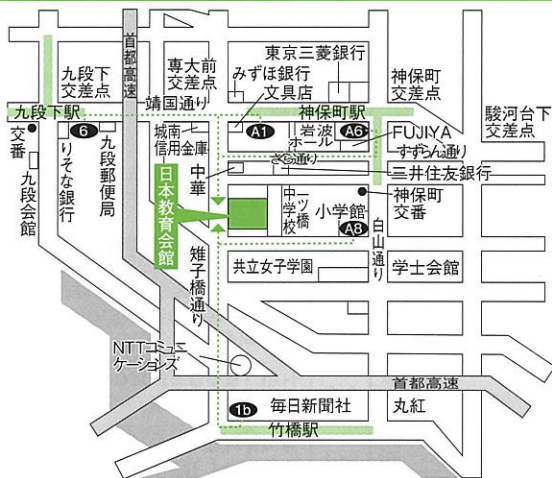 首都高速
九段下
交差点
専大前
交差点
東京三菱銀行
みずほ銀行
文具店
神保町
交差点
靖国通り
九段下駅
神保町駅
駿河台下
交差点
6
A1
A6
交番
九段会館
りそな銀行
九段郵便局
城南
信用金庫
岩波
ホール
FUJIYA
すずらん通り
さくら通り
三井住友銀行
中華
日本教育会館
一ツ橋
中学校
小学館
A8
神保町
交番
白山通り
雉子橋通り
共立女子学園
学士会館
NTTコミュニ
ケーションズ
首都高速
1b
毎日新聞社
丸紅
竹橋駅